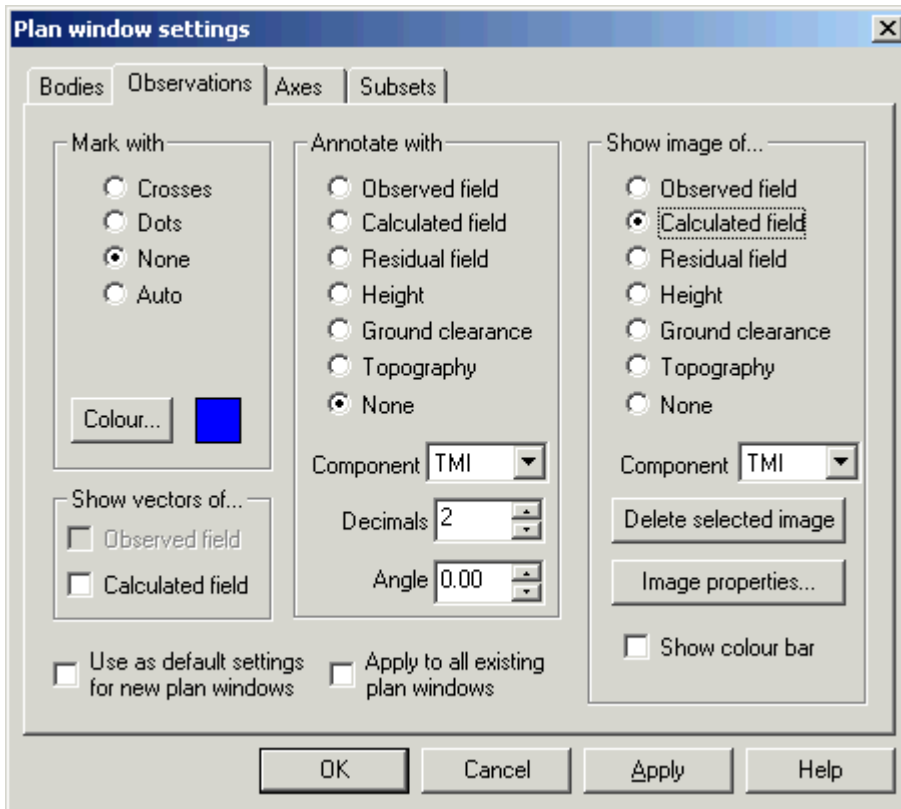 Plan window settings
Bodies
Observations
Axes
Subsets
Mark with
Crosses
Dots
None
Auto
Colour...
Show vectors of...
Observed field
Calculated field
Annotate with
Observed field
Calculated field
Residual field
Height
Ground clearance
Topography
None
Component TMI
Decimals 2
Angle 0.00
Show image of...
Observed field
Calculated field
Residual field
Height
Ground clearance
Topography
None
Component TMI
Delete selected image
Image properties...
Show colour bar
Use as default settings
for new plan windows
Apply to all existing
plan windows
OK
Cancel
Apply
Help